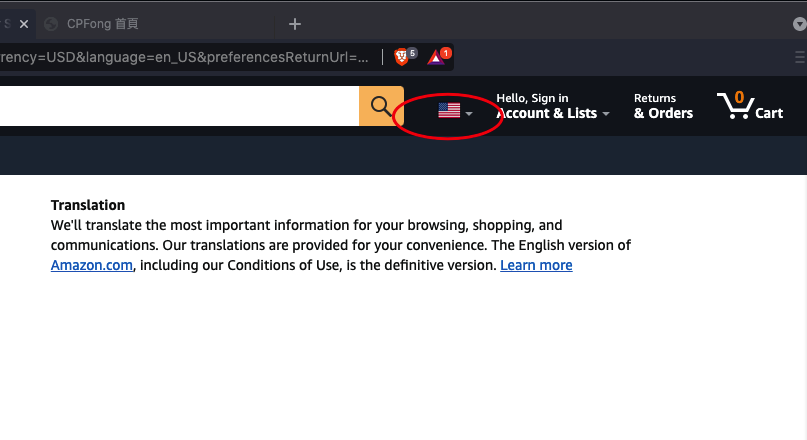 CPFong 首頁
rency=USD&language=en_US&preferencesReturnUrl=...
5
1
Hello, Sign in
Account & Lists
Returns
& Orders
0
Cart
Translation
We'll translate the most important information for your browsing, shopping, and
communications. Our translations are provided for your convenience. The English version of
Amazon.com, including our Conditions of Use, is the definitive version. Learn more